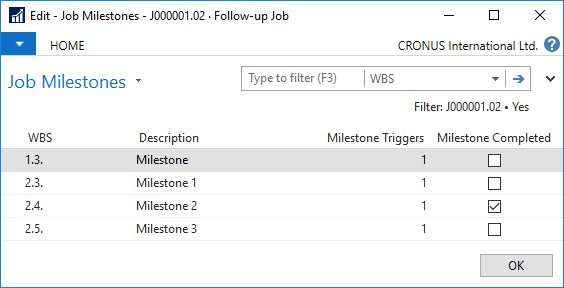 Edit - Job Milestones - J000001.02 · Follow-up Job
HOME
CRONUS International Ltd.
?
Job Milestones
Type to filter (F3)
WBS
Filter: J000001.02 • Yes
WBS Description Milestone Triggers Milestone Completed
1.3. Milestone 1
2.3. Milestone 1 1
2.4. Milestone 2 1
2.5. Milestone 3 1
OK